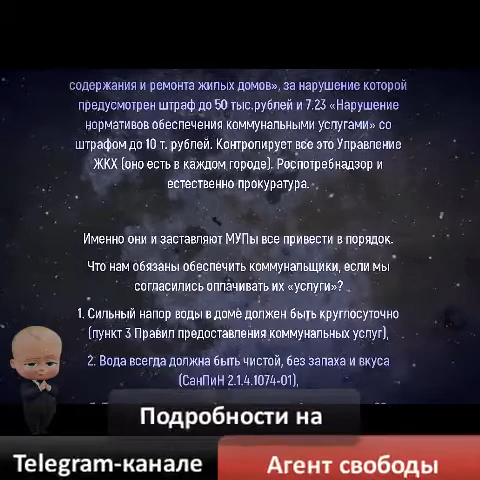 содержания и ремонта жилых домов», за нарушение которой
предусмотрен штраф до 50 тыс.рублей и 7.23 «Нарушение
нормативов обеспечения коммунальными услугами» со
штрафом до 10 т. рублей. Контролирует все это Управление
ЖКХ (оно есть в каждом городе). Роспотребнадзор и
естественно прокуратура.
Именно они и заставляют МУПы все привести в порядок.
Что нам обязаны обеспечить коммунальщики, если мы
согласились оплачивать их «услуги»?
1. Сильный напор воды в доме должен быть круглосуточно
(пункт 3 Правил предоставления коммунальных услуг),
2. Вода всегда должна быть чистой, без запаха и вкуса
(СанПиН 2.1.4.1074-01),
Подробности на
Telegram-канале
Агент свободы